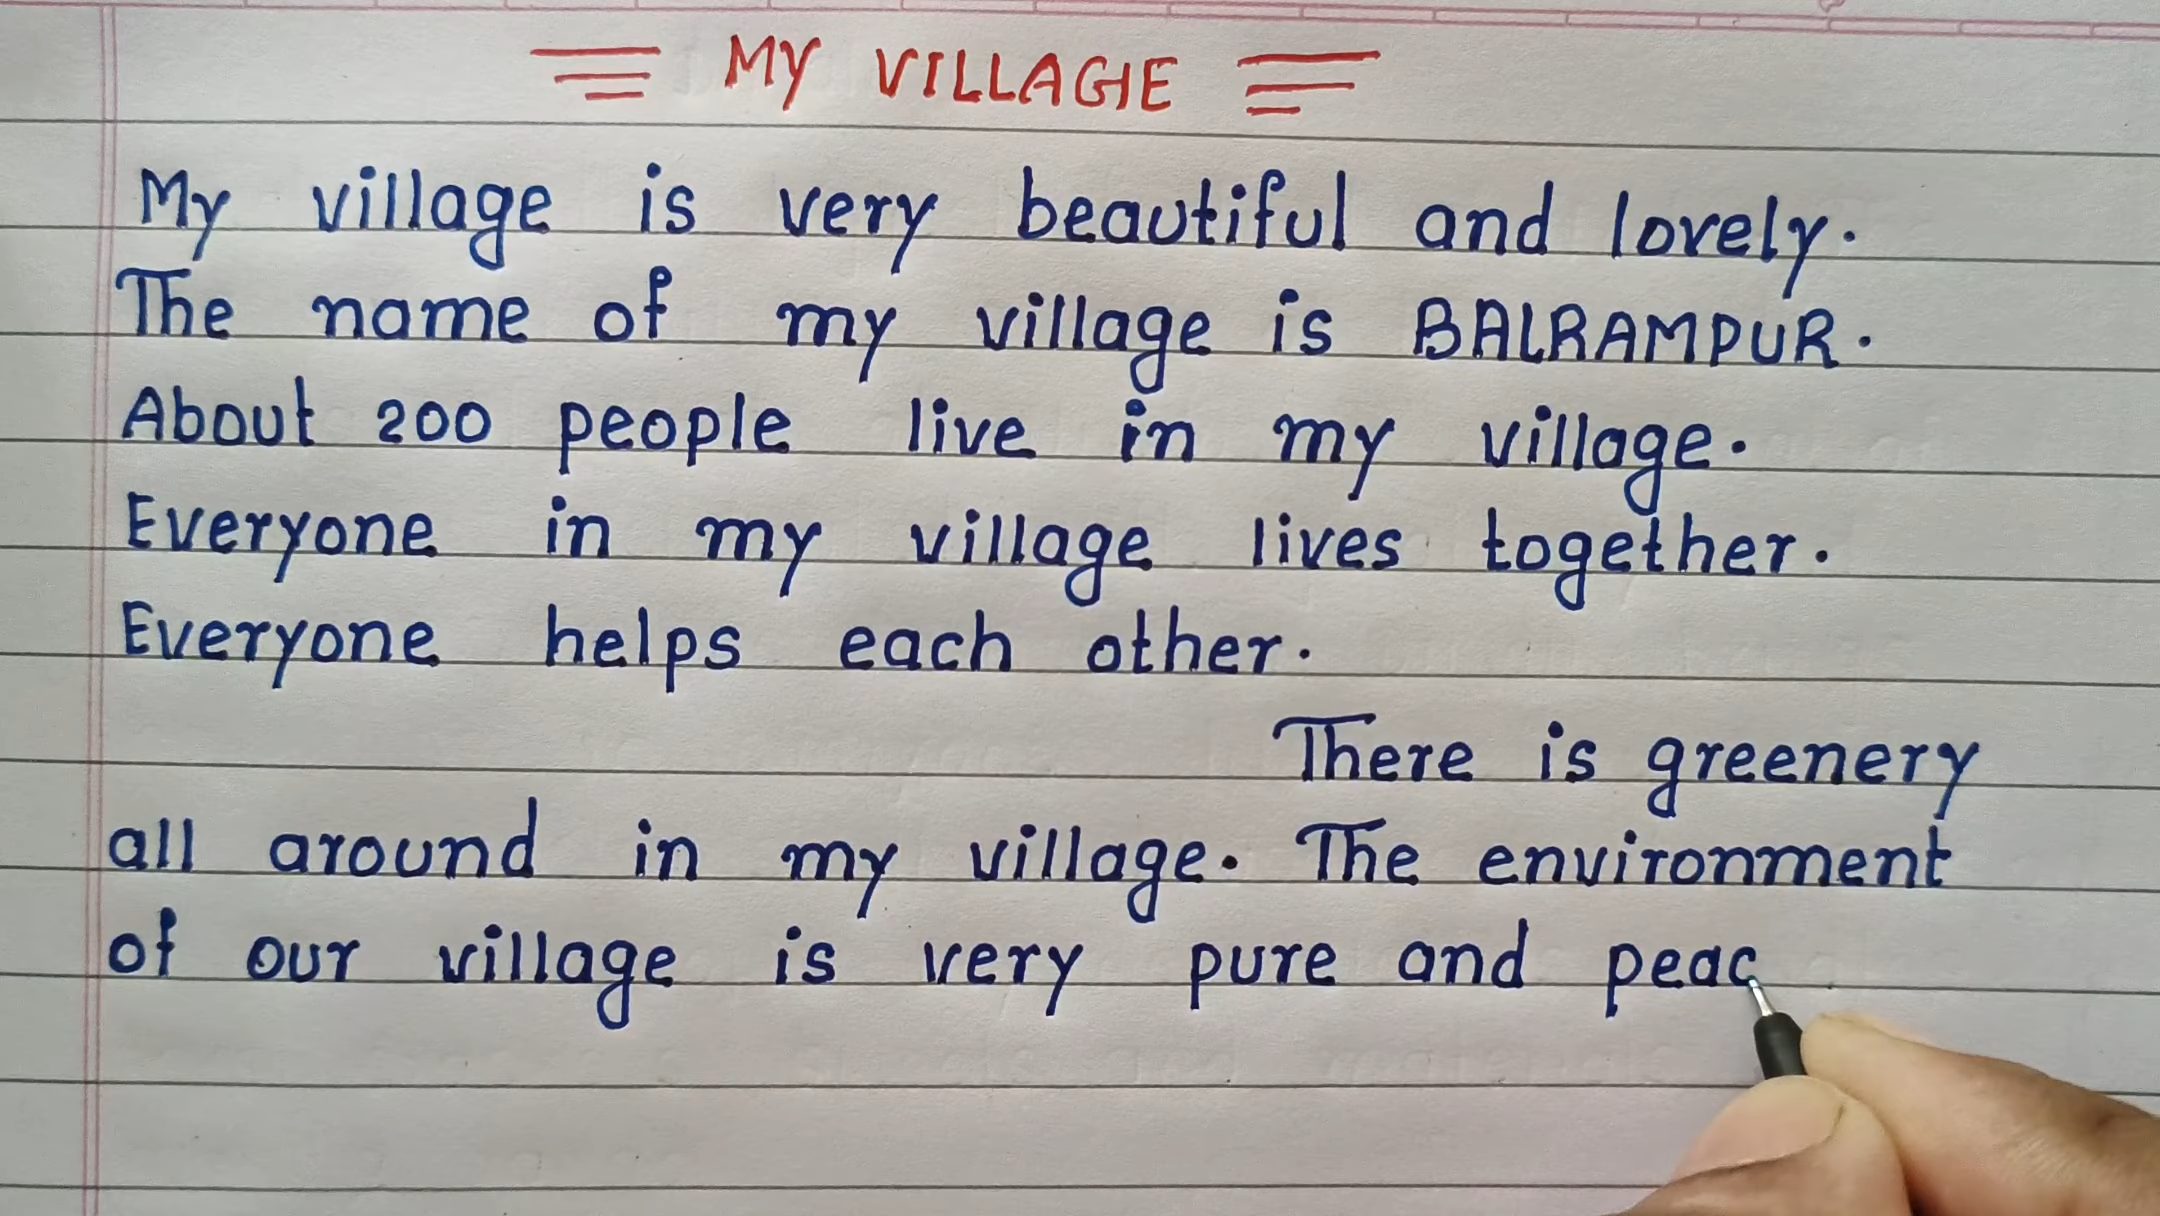 MY VILLAGE
My village is very beautiful and lovely.
The name of my village is BALRAMPUR.
About 200 people live in my village.
Everyone in my village lives together.
Everyone helps each other.
There is greenery
all around in my village. The environment
of our village is very pure and peac